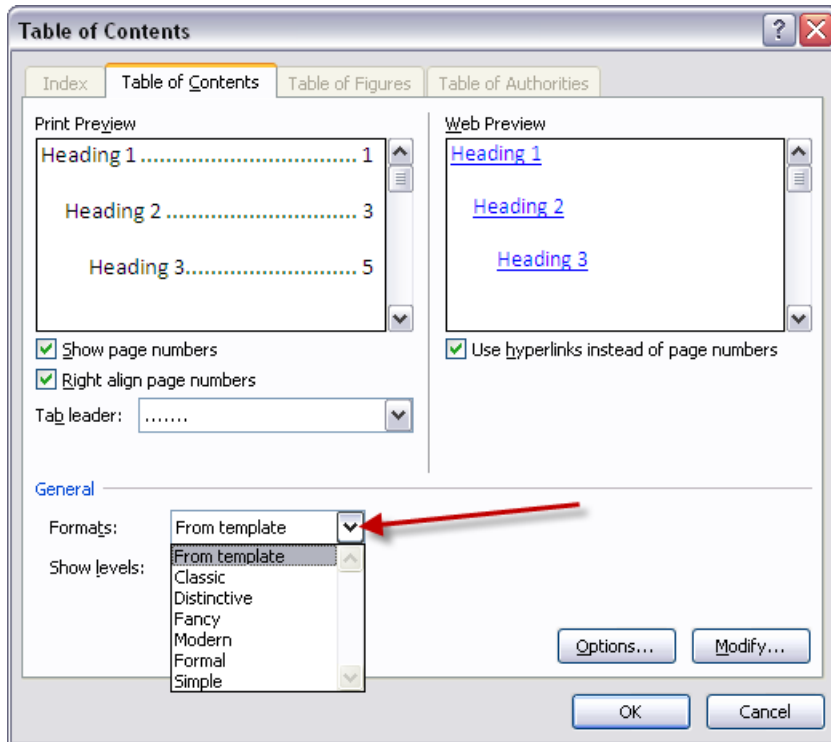 Table of Contents
Index Table of Contents Table of Figures Table of Authorities
Print Preview
Heading 1................................ 1
Heading 2............................ 3
Heading 3......................... 5
Web Preview
Heading 1
Heading 2
Heading 3
Show page numbers
Right align page numbers
Tab leader: .......
Use hyperlinks instead of page numbers
General
Formats: From template
Show levels:
From template
Classic
Distinctive
Fancy
Modern
Formal
Simple
Options... Modify...
OK Cancel